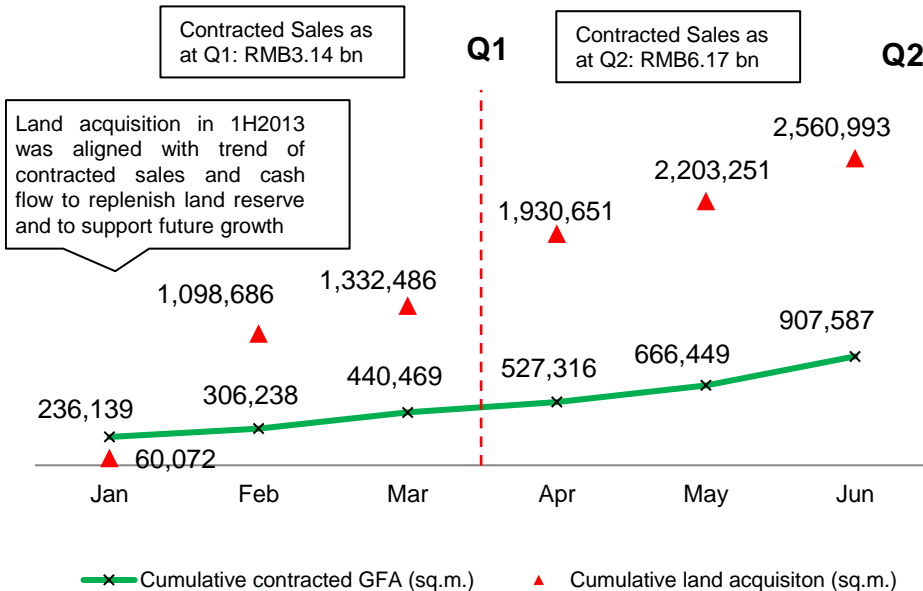 Contracted Sales as
at Q1: RMB3.14 bn
Q1
Contracted Sales as
at Q2: RMB6.17 bn
Q2
Land acquisition in 1H2013
was aligned with trend of
contracted sales and cash
flow to replenish land reserve
and to support future growth
2,560,993
2,203,251
1,930,651
1,098,686
1,332,486
907,587
666,449
527,316
440,469
306,238
236,139
60,072
Jan Feb Mar Apr May Jun
Cumulative contracted GFA (sq.m.) Cumulative land acquisiton (sq.m.)